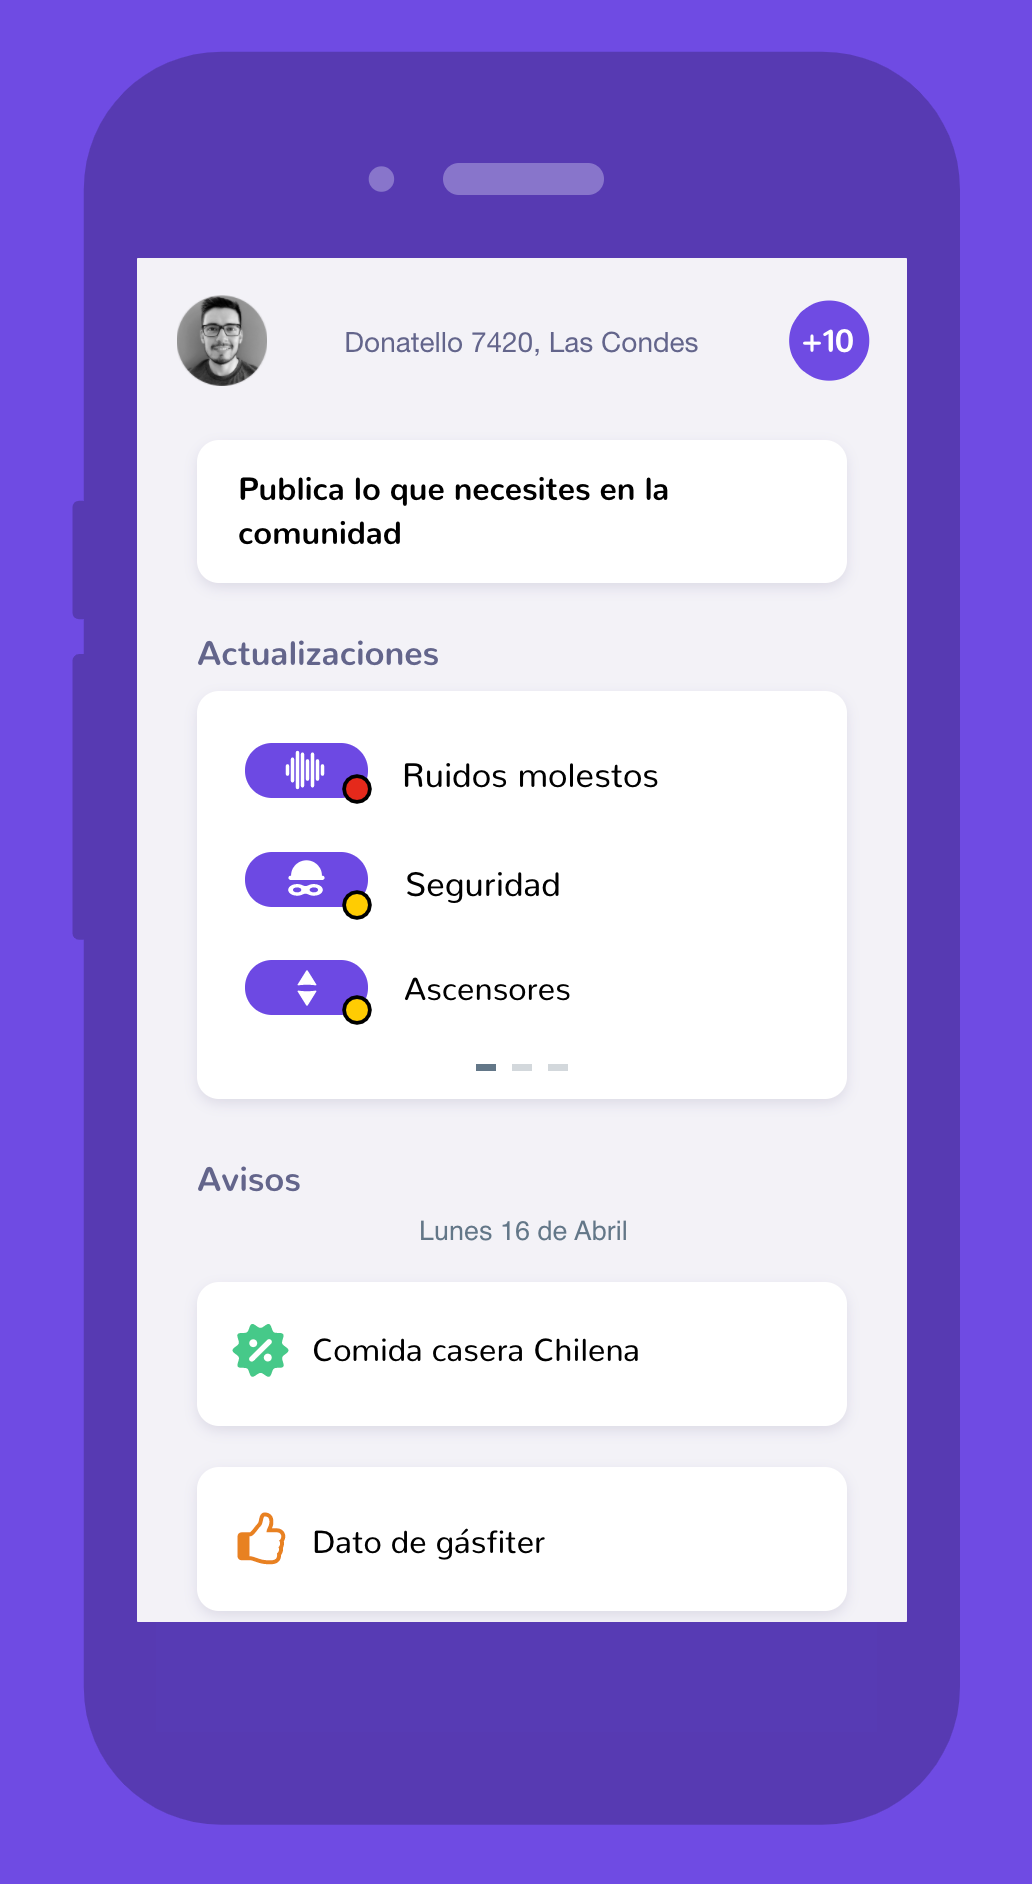 Donatello 7420, Las Condes
+10
Publica lo que necesites en la
comunidad
Actualizaciones
Ruidos molestos
Seguridad
Ascensores
Avisos
Lunes 16 de Abril
Comida casera Chilena
Dato de gásfiter